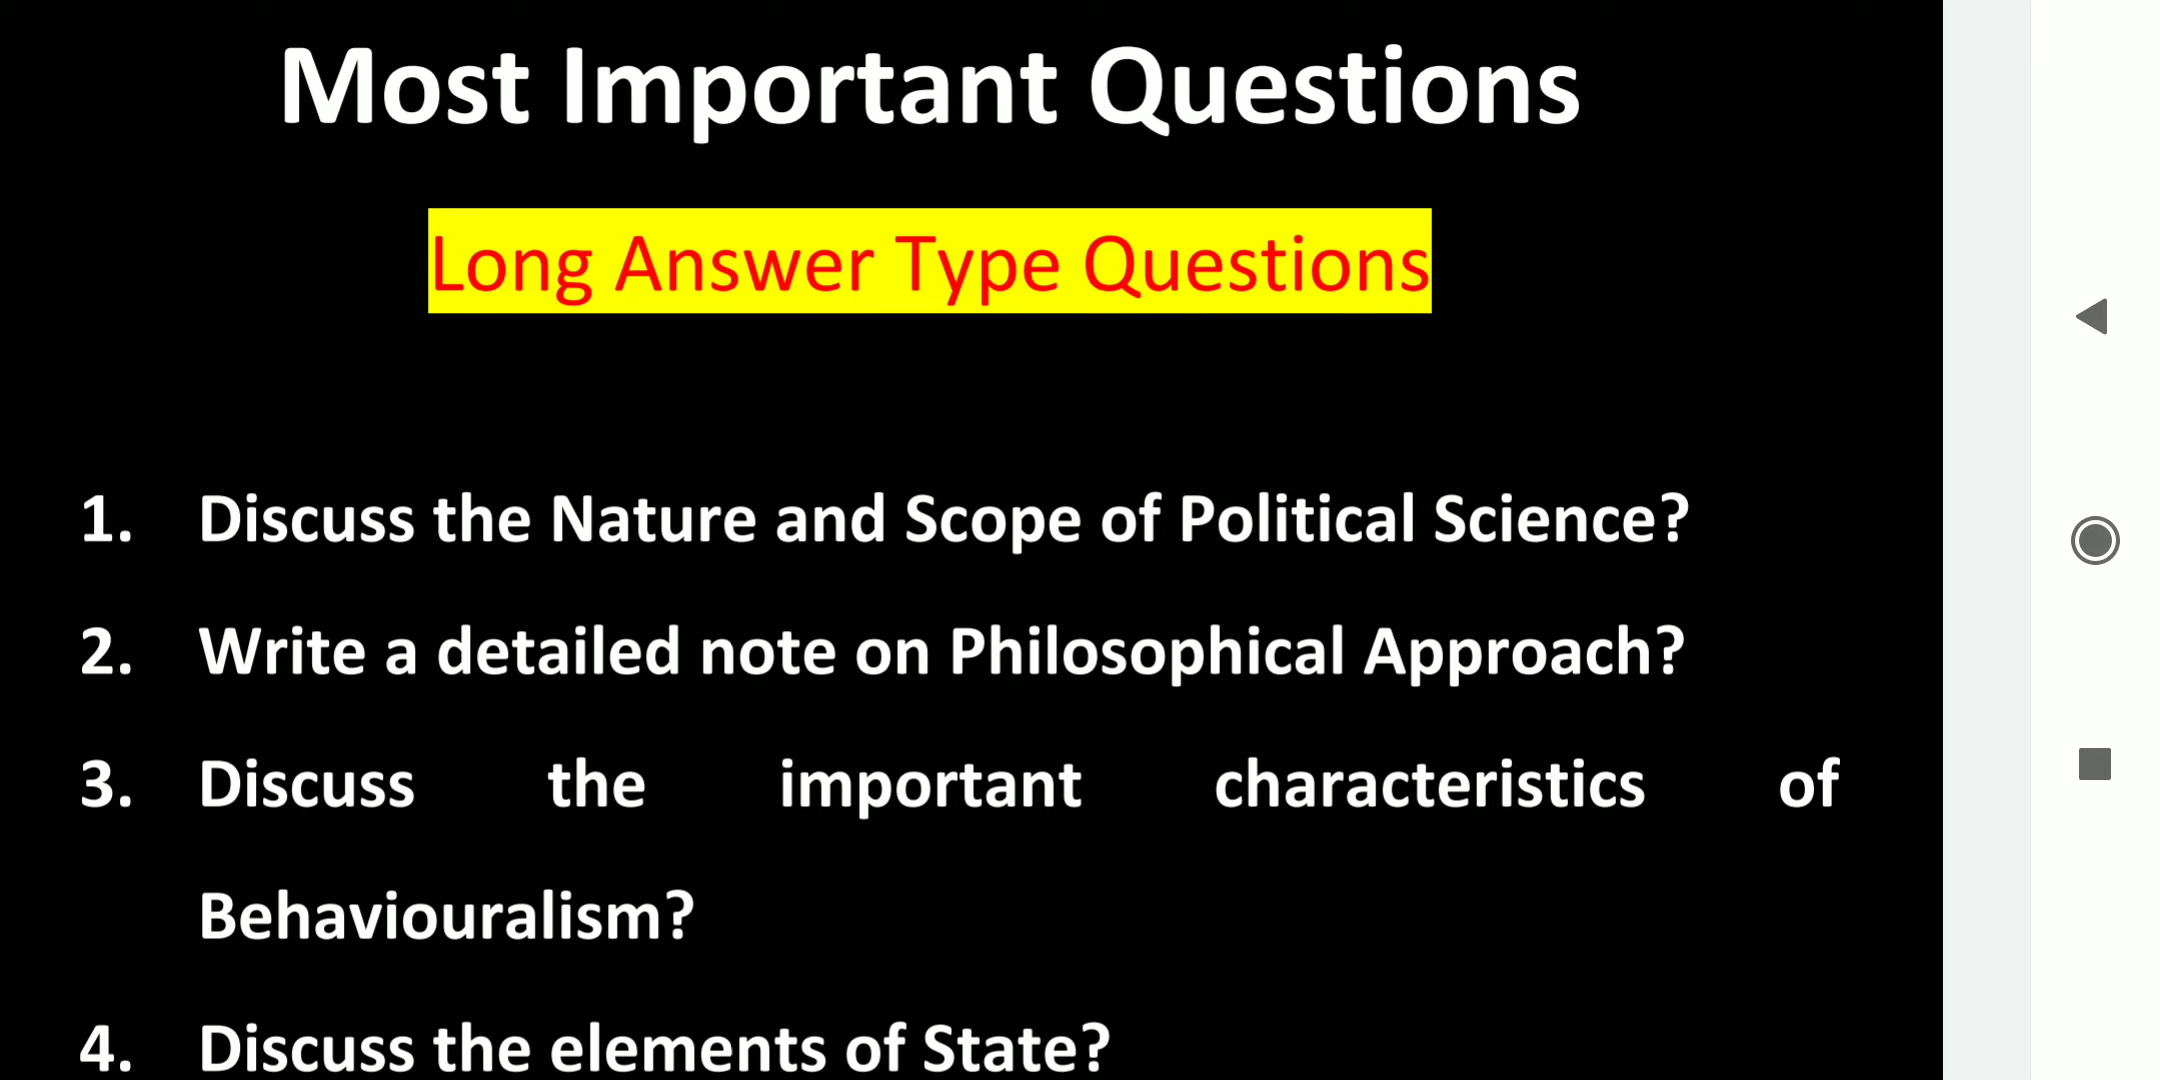 Most Important Questions
Long Answer Type Questions
1. Discuss the Nature and Scope of Political Science?
2. Write a detailed note on Philosophical Approach?
3. Discuss the important characteristics of
Behaviouralism?
4. Discuss the elements of State?